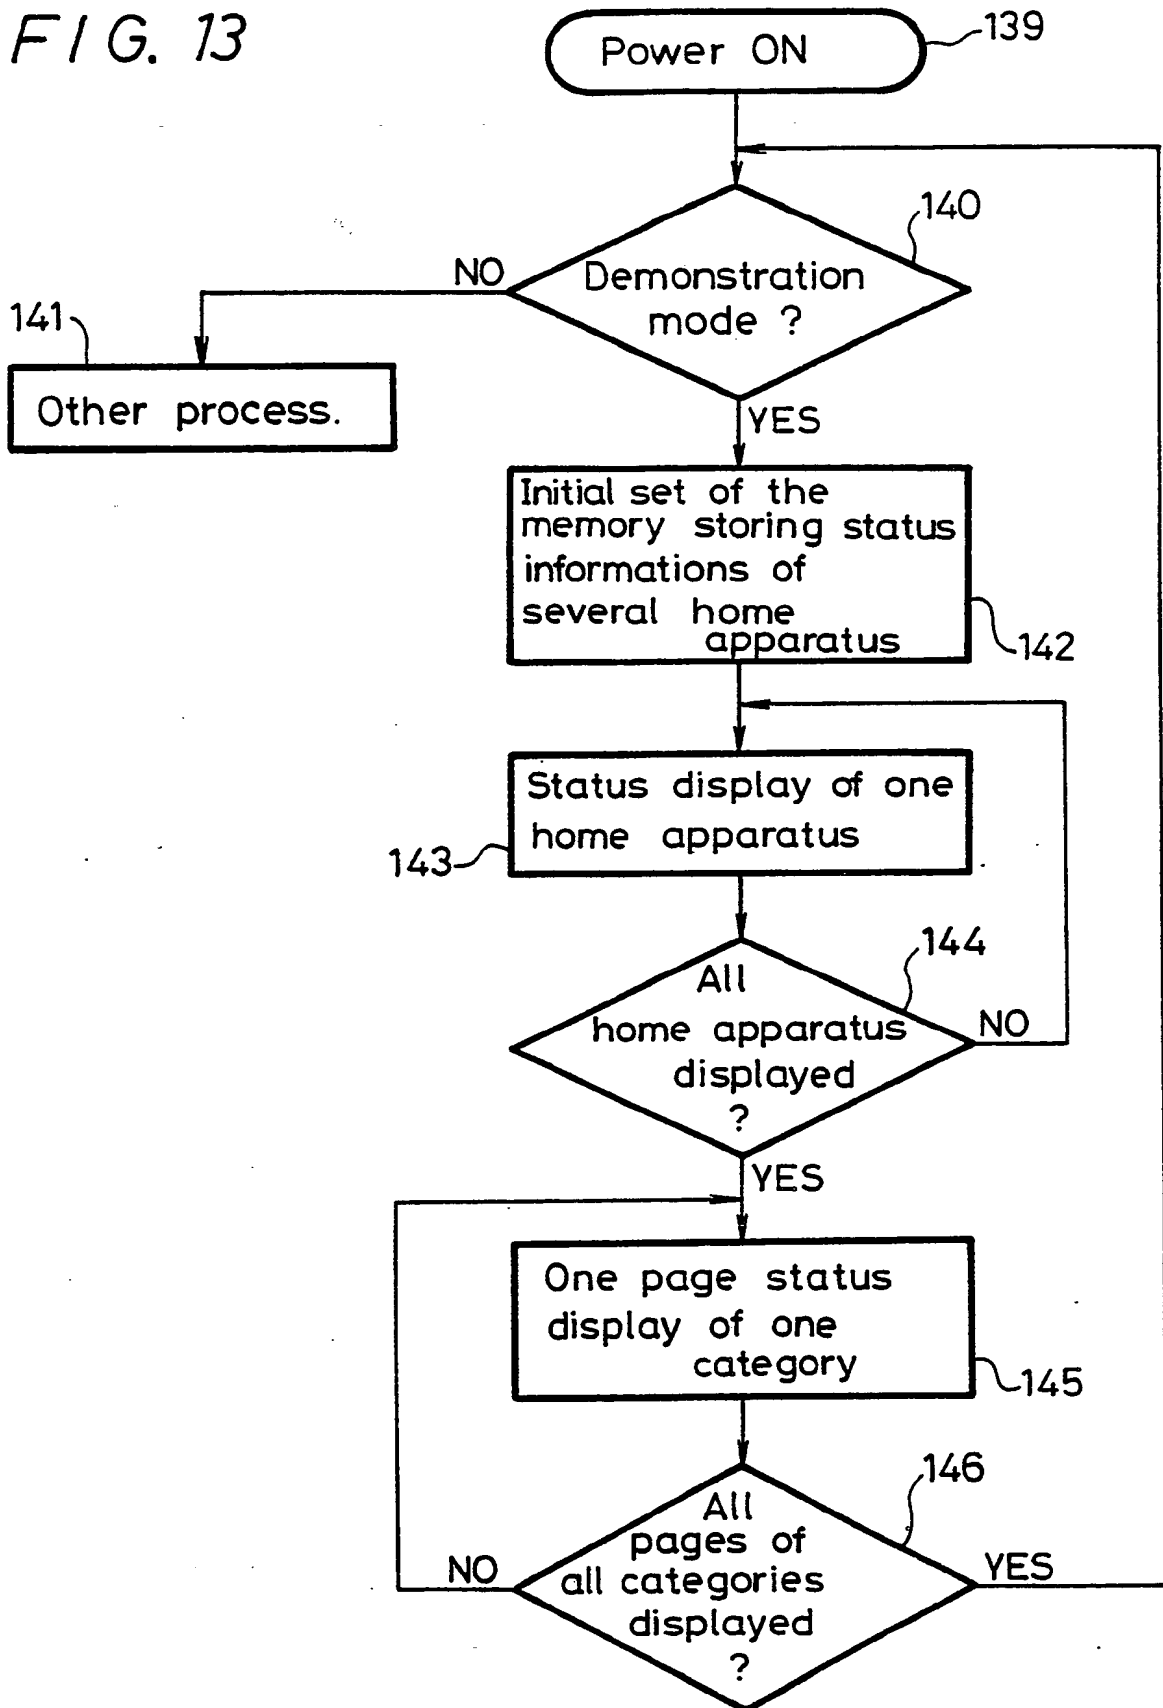 FIG. 13
Power ON
139
140
Demonstration
mode ?
NO
141
Other process.
YES
Initial set of the
memory storing status
informations of
several home
apparatus
142
Status display of one
home apparatus
143
144
All
home apparatus
displayed
?
NO
YES
One page status
display of one
category
145
146
All
pages of
all categories
displayed
?
NO
YES